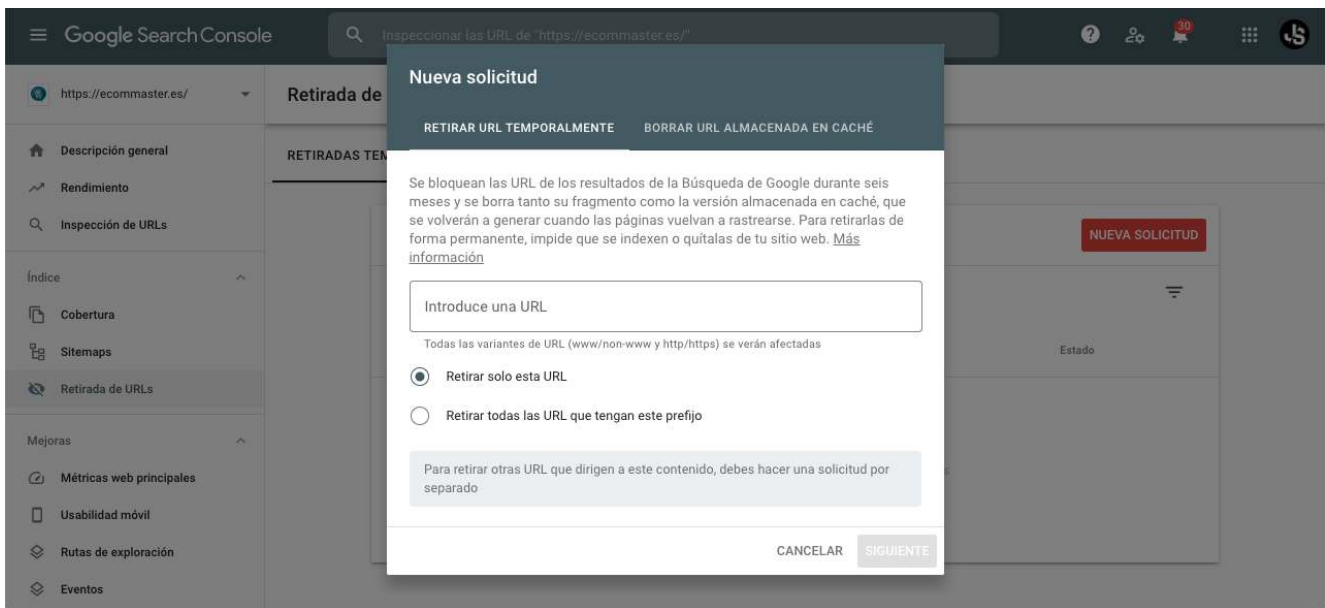 Google Search Console
Inspeccionar las URL de "https://ecommaster.es/"
30
https://ecommaster.es/
Retirada de
Descripción general
Rendimiento
Inspección de URLs
Índice
Cobertura
Sitemaps
Retirada de URLs
Mejoras
Métricas web principales
Usabilidad móvil
Rutas de exploración
Eventos
RETIRADAS TEM
NUEVA SOLICITUD
Estado
Nueva solicitud
RETIRAR URL TEMPORALMENTE
BORRAR URL ALMACENADA EN CACHÉ
Se bloquean las URL de los resultados de la Búsqueda de Google durante seis
meses y se borra tanto su fragmento como la versión almacenada en caché, que
se volverán a generar cuando las páginas vuelvan a rastrearse. Para retirarlas de
forma permanente, impide que se indexen o quítalas de tu sitio web. Más
información
Introduce una URL
Todas las variantes de URL (www/non-www y http/https) se verán afectadas
Retirar solo esta URL
Retirar todas las URL que tengan este prefijo
Para retirar otras URL que dirigen a este contenido, debes hacer una solicitud por
separado
CANCELAR
SIGUIENTE